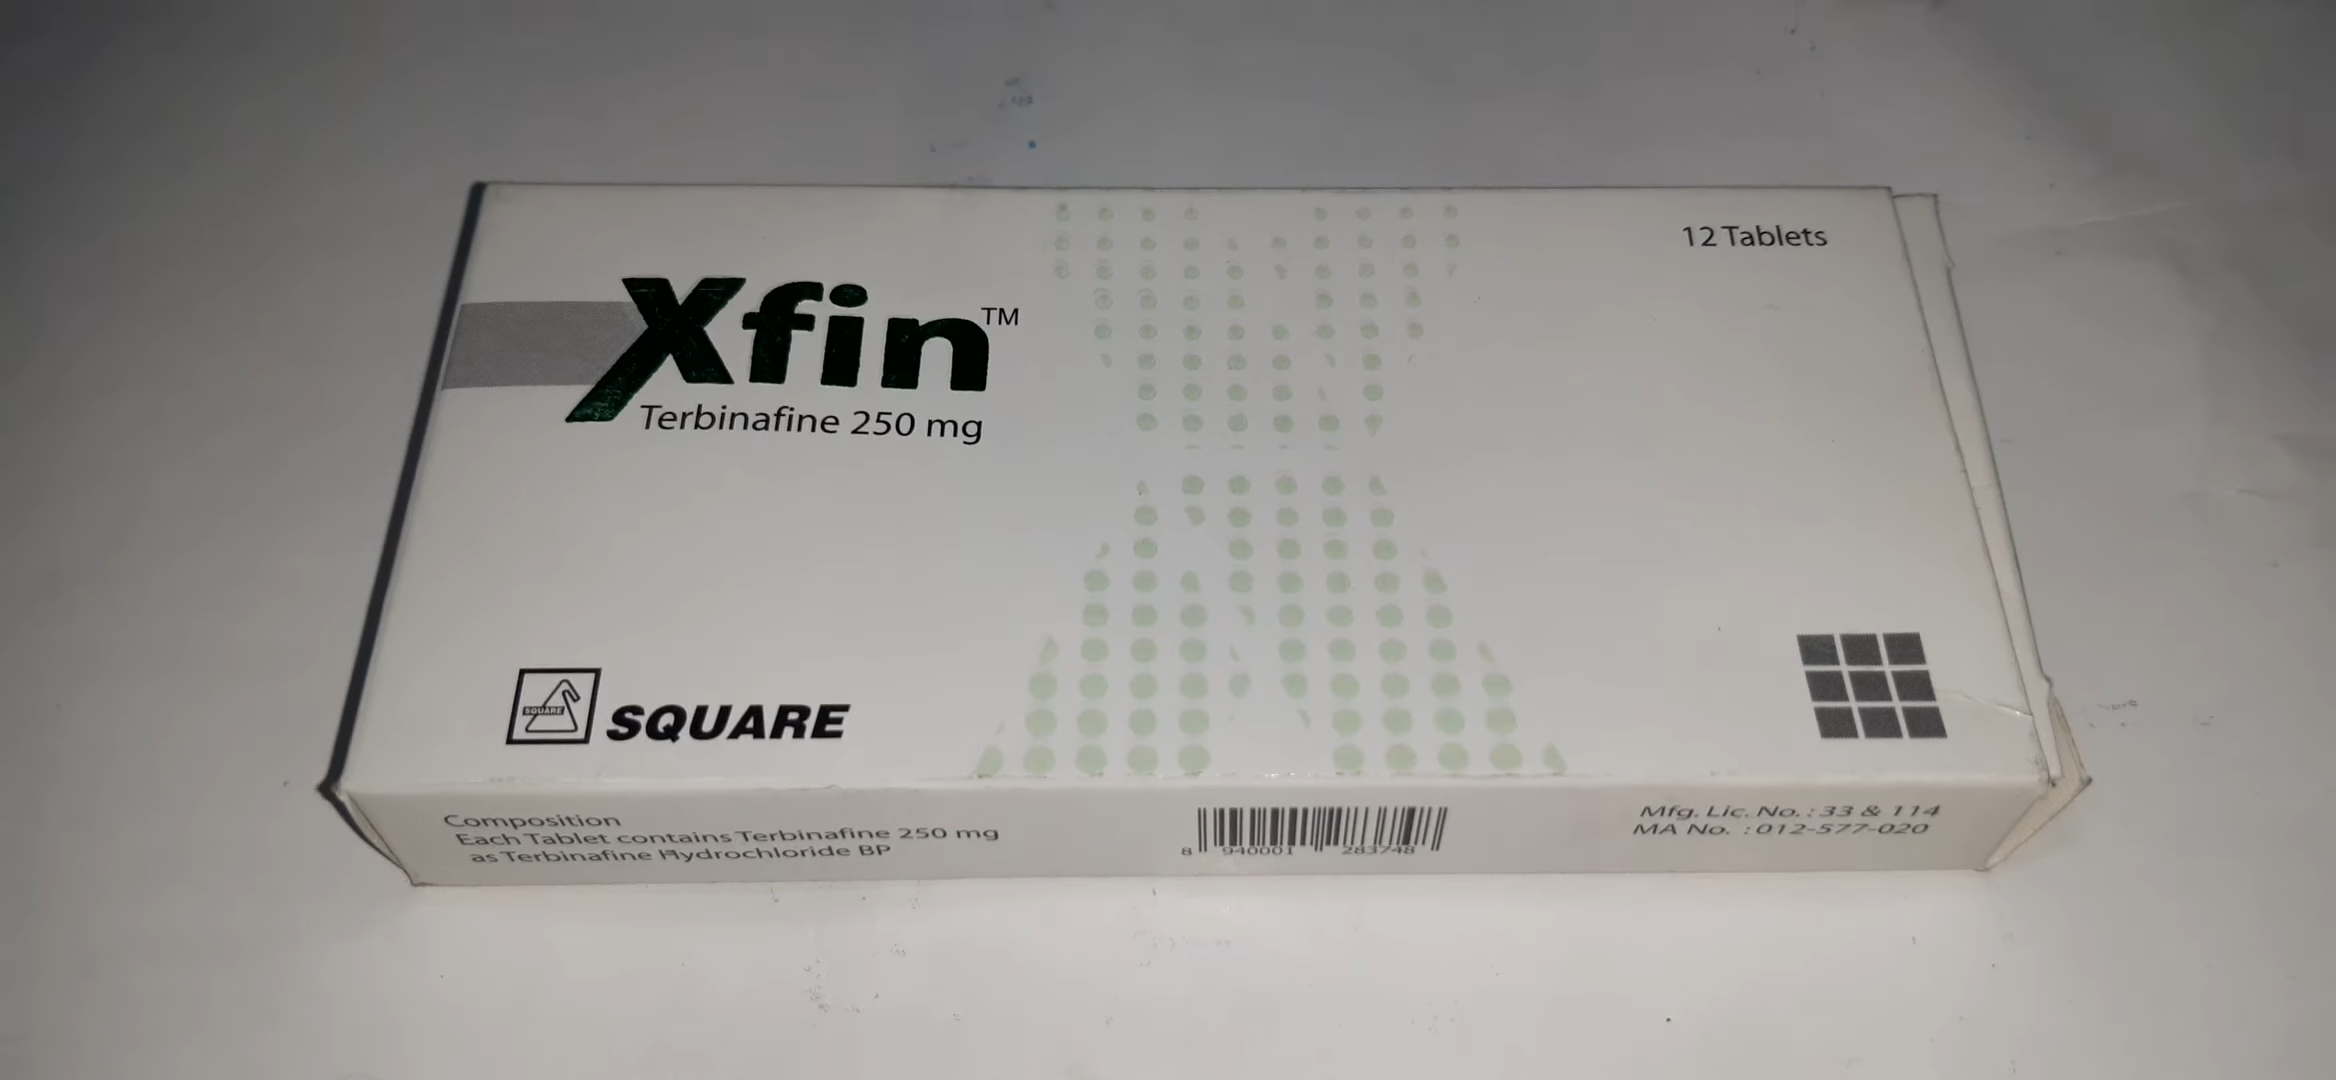 12 Tablets
Xfin™
Terbinafine 250 mg
SQUARE
SQUARE
Composition
Each Tablet contains Terbinafine 250 mg
as Terbinafine Hydrochloride BP
8 940001 283748
Mfg. Lic. No. : 33 & 114
MA No. : 012-577-020